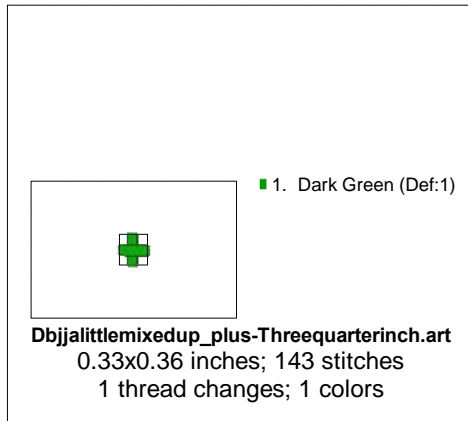 1. Dark Green (Def:1)
Dbjjalittlemixedup_plus-Threequarterinch.art
0.33x0.36 inches; 143 stitches
1 thread changes; 1 colors